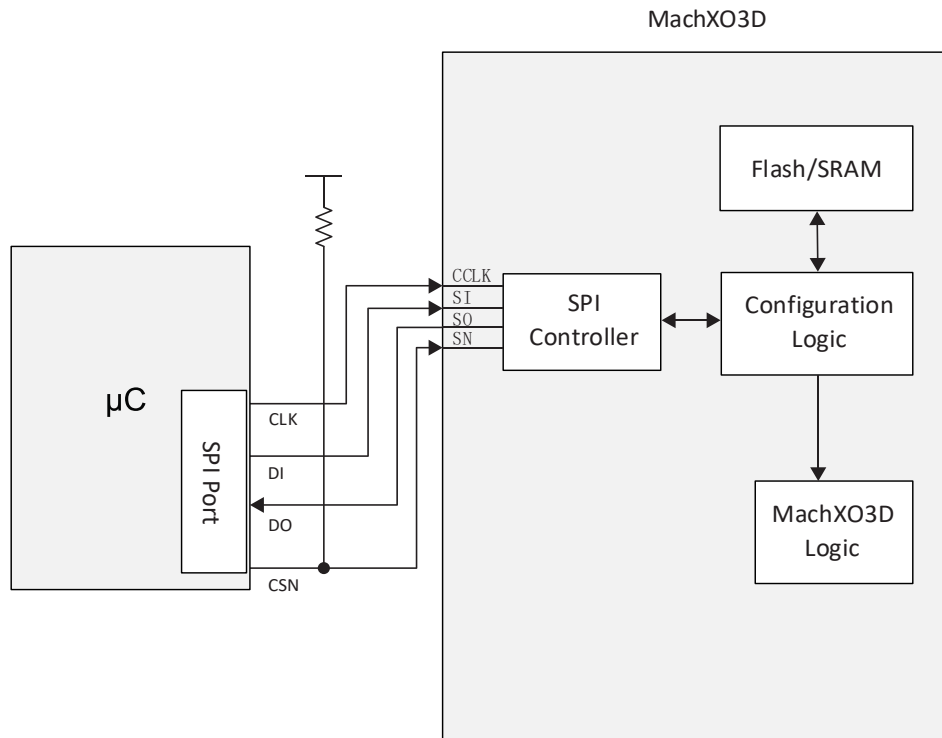 MachXO3D
Flash/SRAM
CCLK
SI
SO
SN
SPI
Controller
Configuration
Logic
µC
SPI Port
CLK
DI
DO
CSN
MachXO3D
Logic